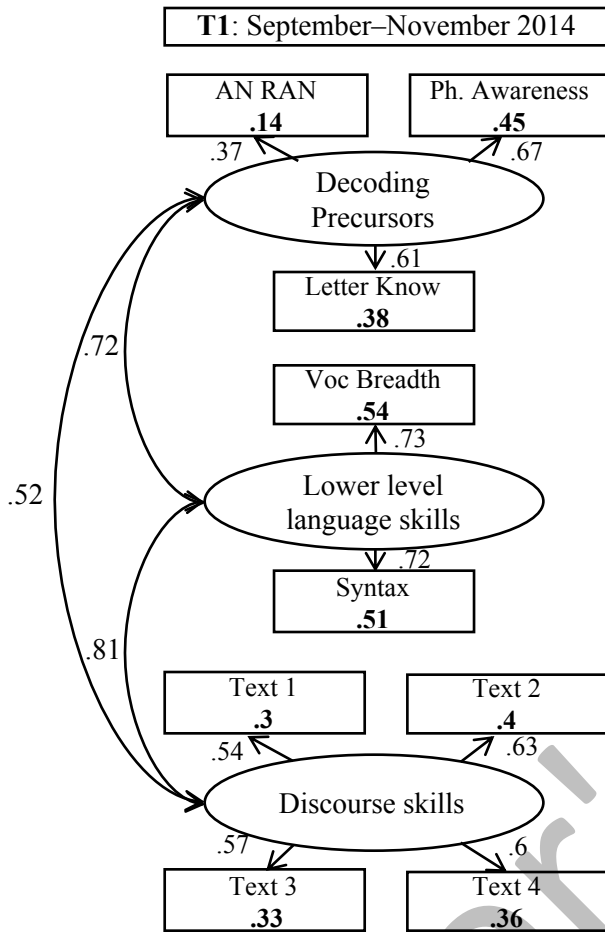 T1: September–November 2014
AN RAN
.14
Ph. Awareness
.45
.37
.67
Decoding
Precursors
.61
Letter Know
.38
.72
Voc Breadth
.54
.73
.52
Lower level
language skills
.72
Syntax
.51
.81
Text 1
.3
Text 2
.4
.54
.63
Discourse skills
.57
.6
Text 3
.33
Text 4
.36